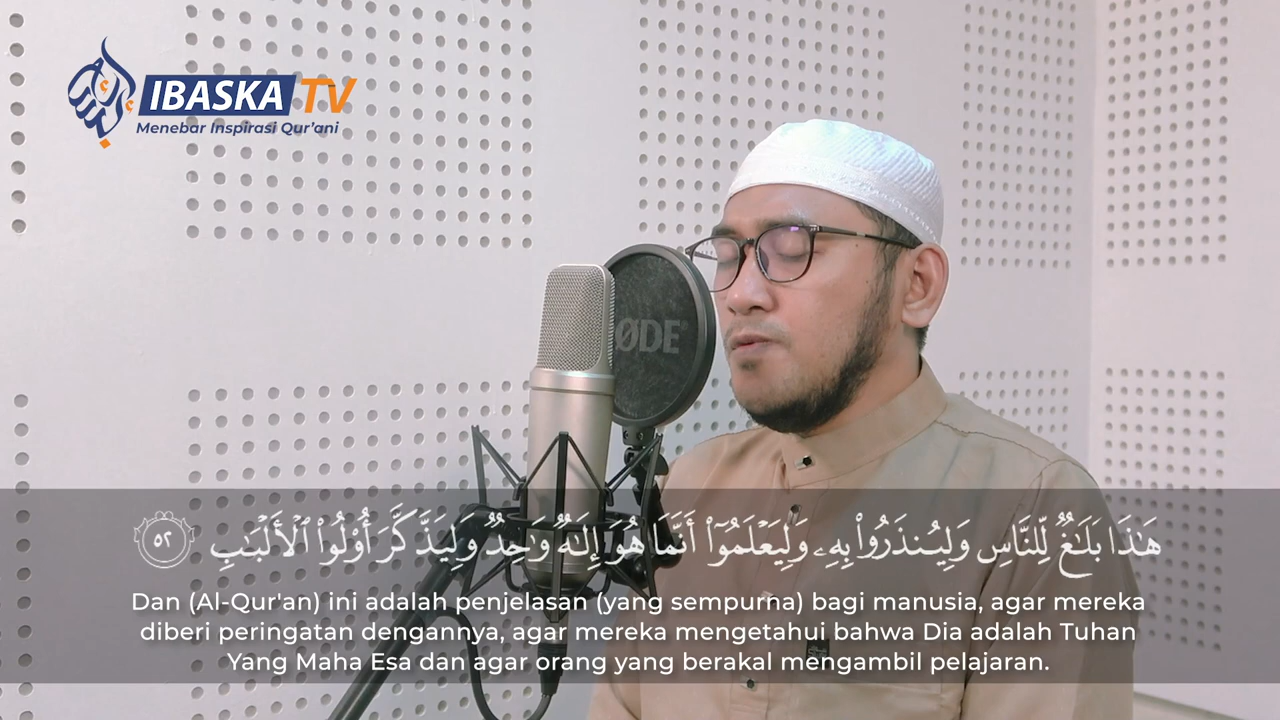 IBASKA TV
Menebar Inspirasi Qur'ani
ØDE
هَٰذَا بَلَٰغٌ لِّلنَّاسِ وَلِيُنذَرُوا۟ بِهِۦ وَلِيَعْلَمُوٓا۟ أَنَّمَا هُوَ إِلَٰهٌ وَٰحِدٌ وَلِيَذَّكَّرَ أُو۟لُوا۟ ٱلْأَلْبَٰبِ ٥٢
Dan (Al-Qur'an) ini adalah penjelasan (yang sempurna) bagi manusia, agar mereka
diberi peringatan dengannya, agar mereka mengetahui bahwa Dia adalah Tuhan
Yang Maha Esa dan agar orang yang berakal mengambil pelajaran.